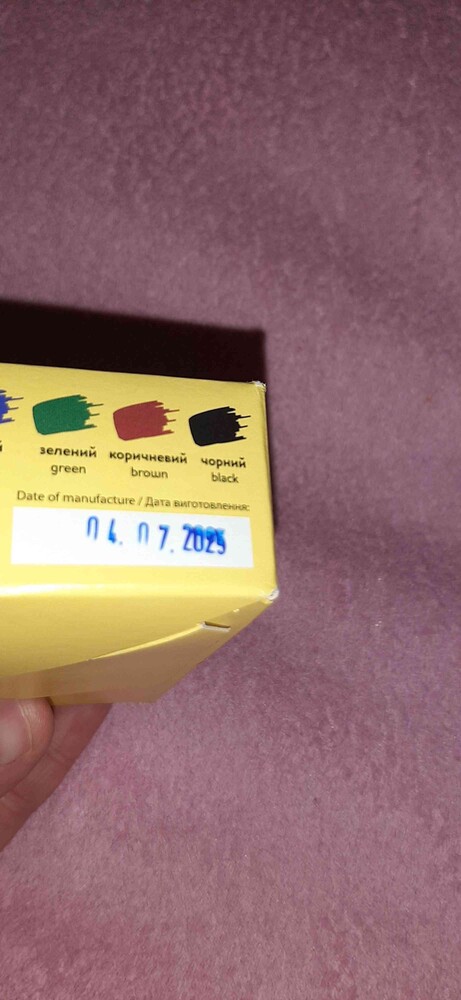 зелений коричневий чорний
green brown black
Date of manufacture / Дата виготовлення:
04.07.2025